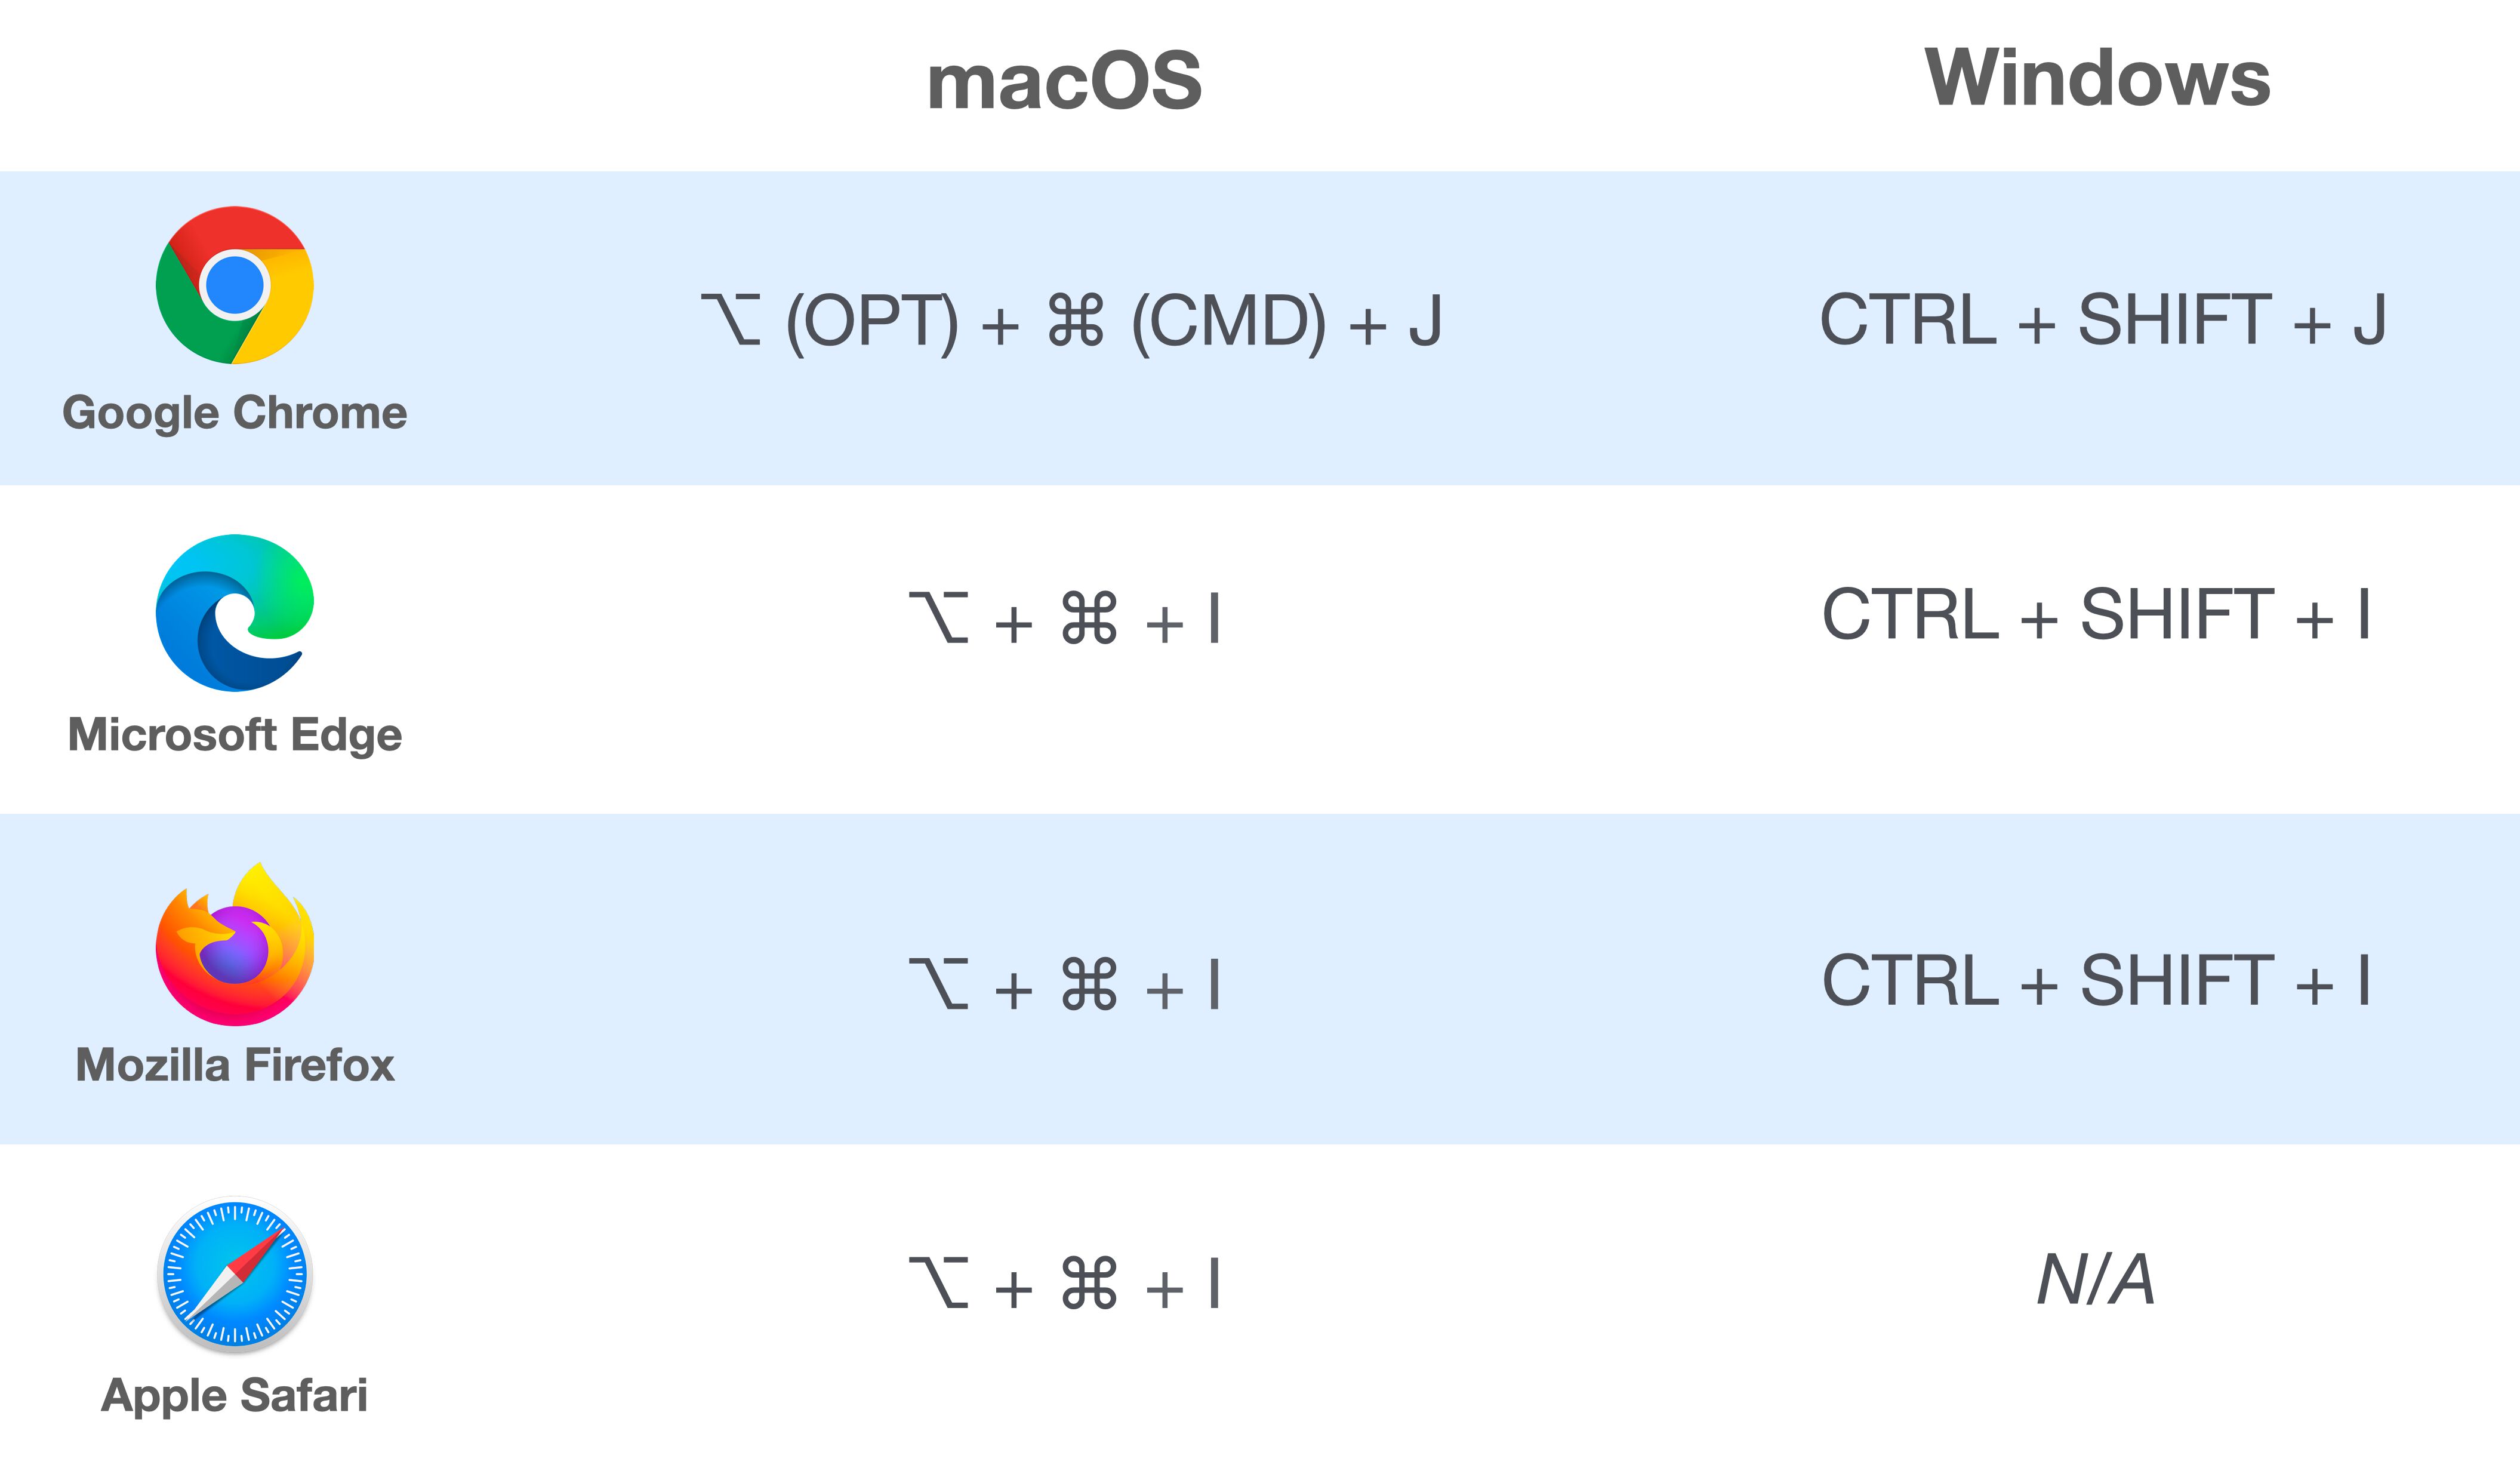 macOS Windows
⌥ (OPT) + ⌘ (CMD) + J CTRL + SHIFT + J
Google Chrome
⌥ + ⌘ + I CTRL + SHIFT + I
Microsoft Edge
⌥ + ⌘ + I CTRL + SHIFT + I
Mozilla Firefox
⌥ + ⌘ + I N/A
Apple Safari